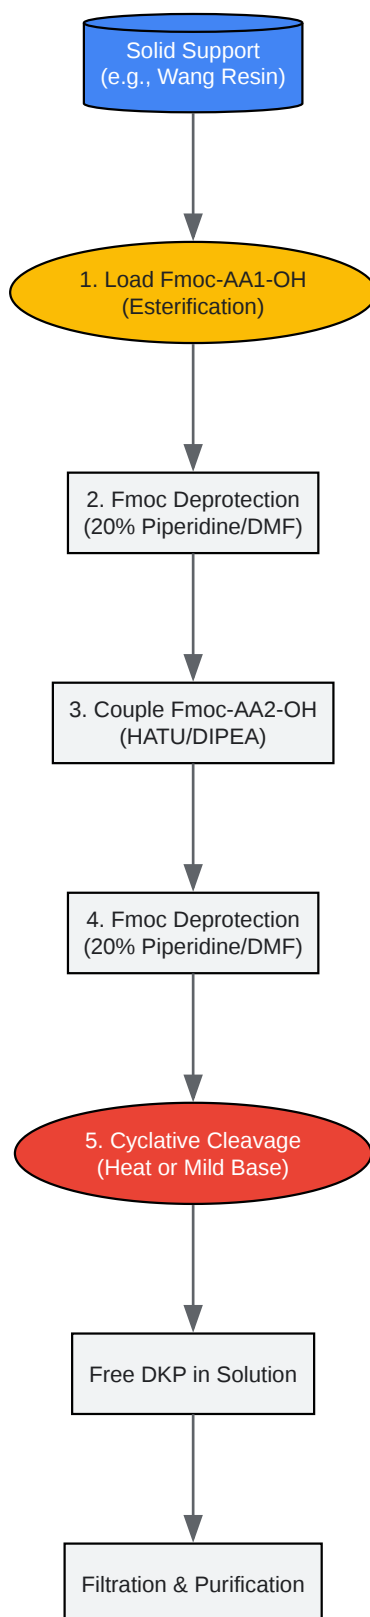 Solid Support
(e.g., Wang Resin)
1. Load Fmoc-AA1-OH
(Esterification)
2. Fmoc Deprotection
(20% Piperidine/DMF)
3. Couple Fmoc-AA2-OH
(HATU/DIPEA)
4. Fmoc Deprotection
(20% Piperidine/DMF)
5. Cyclative Cleavage
(Heat or Mild Base)
Free DKP in Solution
Filtration & Purification